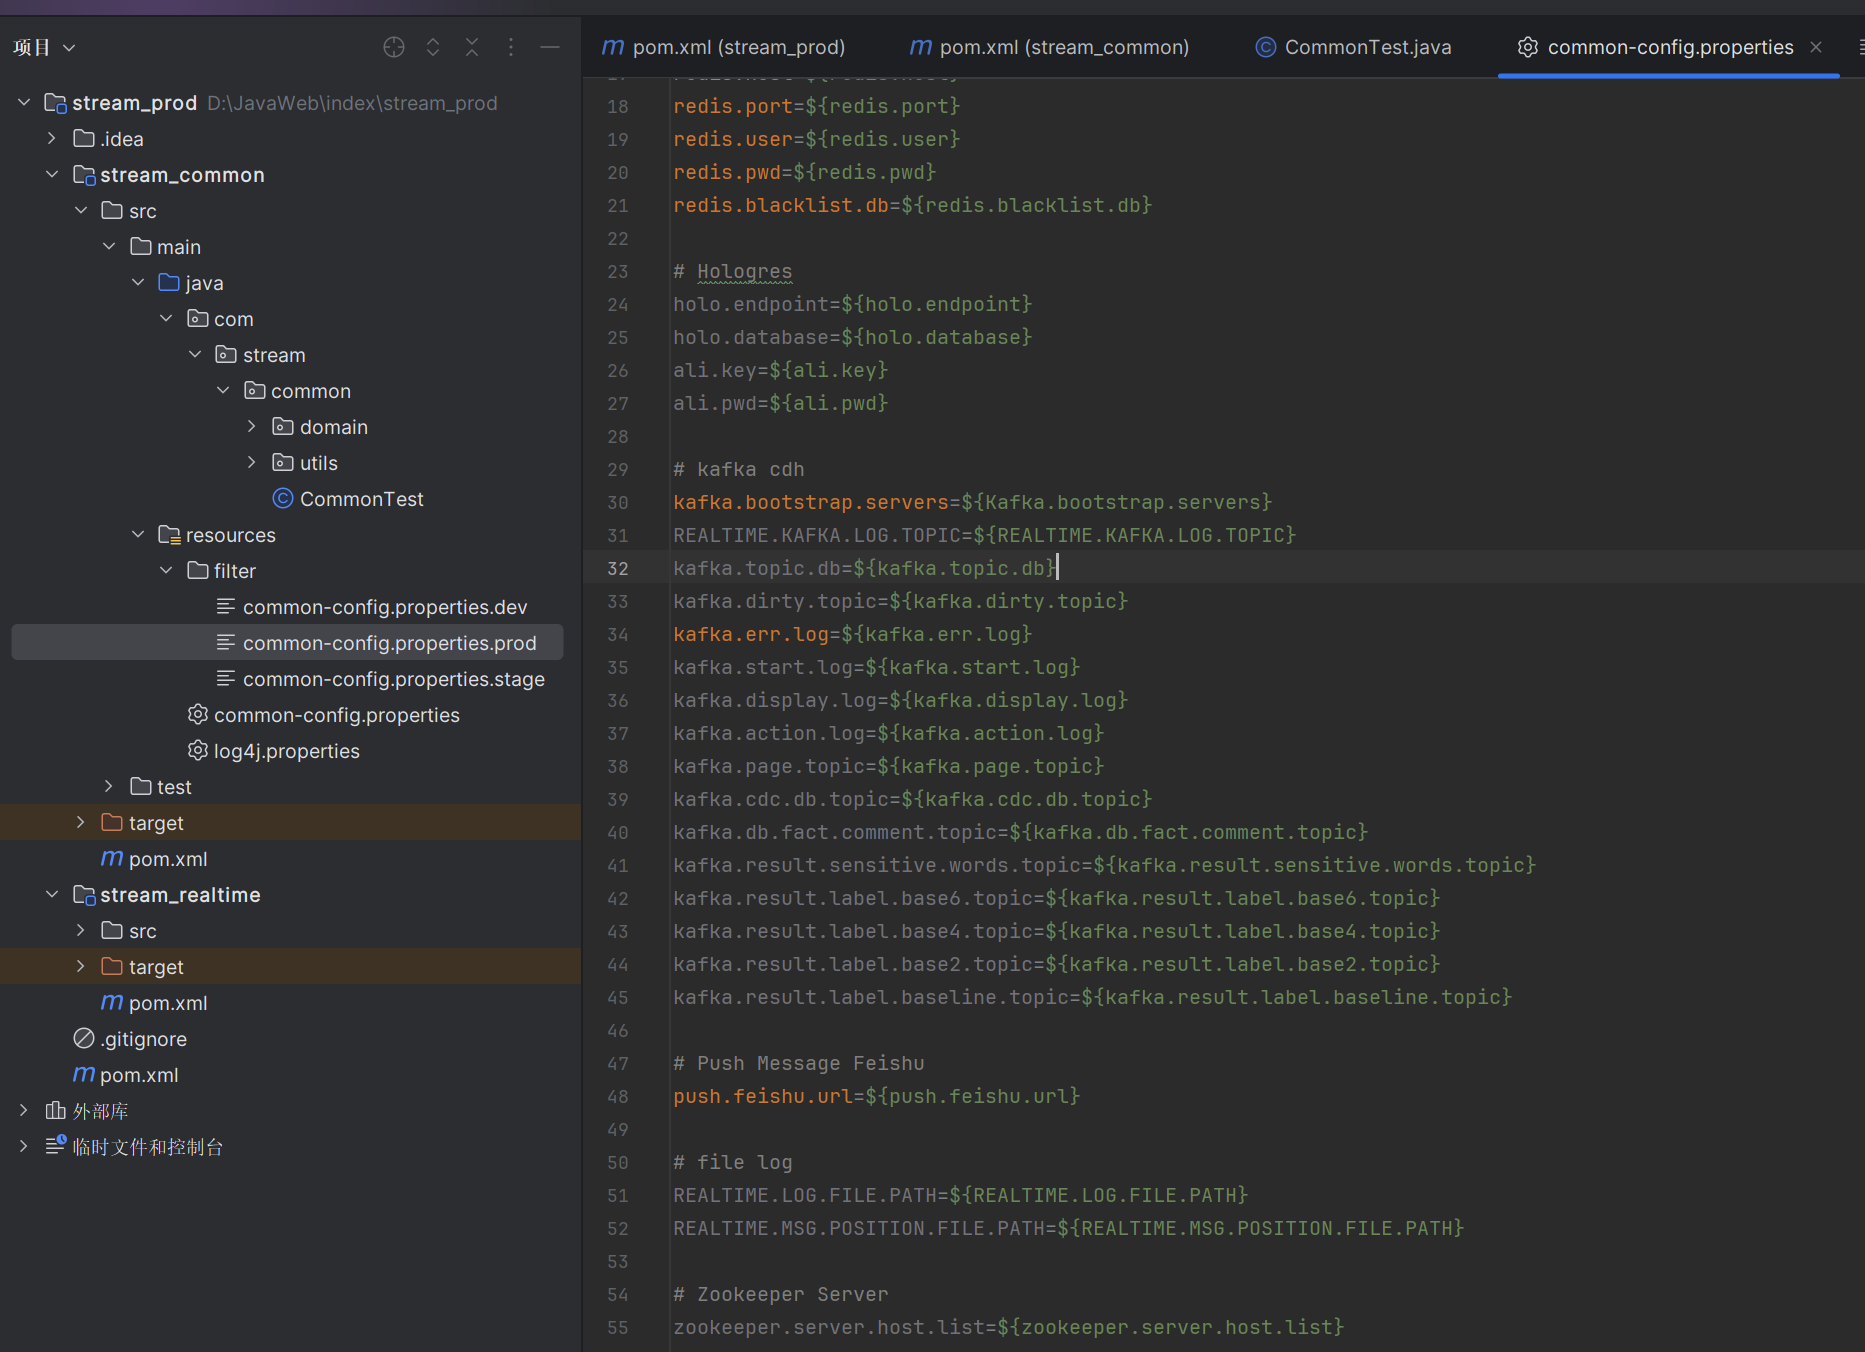 项目
stream_prod D:\JavaWeb\index\stream_prod
.idea
stream_common
src
main
java
com
stream
common
domain
utils
CommonTest
resources
filter
common-config.properties.dev
common-config.properties.prod
common-config.properties.stage
common-config.properties
log4j.properties
test
target
pom.xml
stream_realtime
src
target
pom.xml
.gitignore
pom.xml
外部库
临时文件和控制台
pom.xml (stream_prod) pom.xml (stream_common) CommonTest.java common-config.properties
18 redis.port=${redis.port}
19 redis.user=${redis.user}
20 redis.pwd=${redis.pwd}
21 redis.blacklist.db=${redis.blacklist.db}
22
23 # Hologres
24 holo.endpoint=${holo.endpoint}
25 holo.database=${holo.database}
26 ali.key=${ali.key}
27 ali.pwd=${ali.pwd}
28
29 # kafka cdh
30 kafka.bootstrap.servers=${Kafka.bootstrap.servers}
31 REALTIME.KAFKA.LOG.TOPIC=${REALTIME.KAFKA.LOG.TOPIC}
32 kafka.topic.db=${kafka.topic.db}
33 kafka.dirty.topic=${kafka.dirty.topic}
34 kafka.err.log=${kafka.err.log}
35 kafka.start.log=${kafka.start.log}
36 kafka.display.log=${kafka.display.log}
37 kafka.action.log=${kafka.action.log}
38 kafka.page.topic=${kafka.page.topic}
39 kafka.cdc.db.topic=${kafka.cdc.db.topic}
40 kafka.db.fact.comment.topic=${kafka.db.fact.comment.topic}
41 kafka.result.sensitive.words.topic=${kafka.result.sensitive.words.topic}
42 kafka.result.label.base6.topic=${kafka.result.label.base6.topic}
43 kafka.result.label.base4.topic=${kafka.result.label.base4.topic}
44 kafka.result.label.base2.topic=${kafka.result.label.base2.topic}
45 kafka.result.label.baseline.topic=${kafka.result.label.baseline.topic}
46
47 # Push Message Feishu
48 push.feishu.url=${push.feishu.url}
49
50 # file log
51 REALTIME.LOG.FILE.PATH=${REALTIME.LOG.FILE.PATH}
52 REALTIME.MSG.POSITION.FILE.PATH=${REALTIME.MSG.POSITION.FILE.PATH}
53
54 # Zookeeper Server
55 zookeeper.server.host.list=${zookeeper.server.host.list}